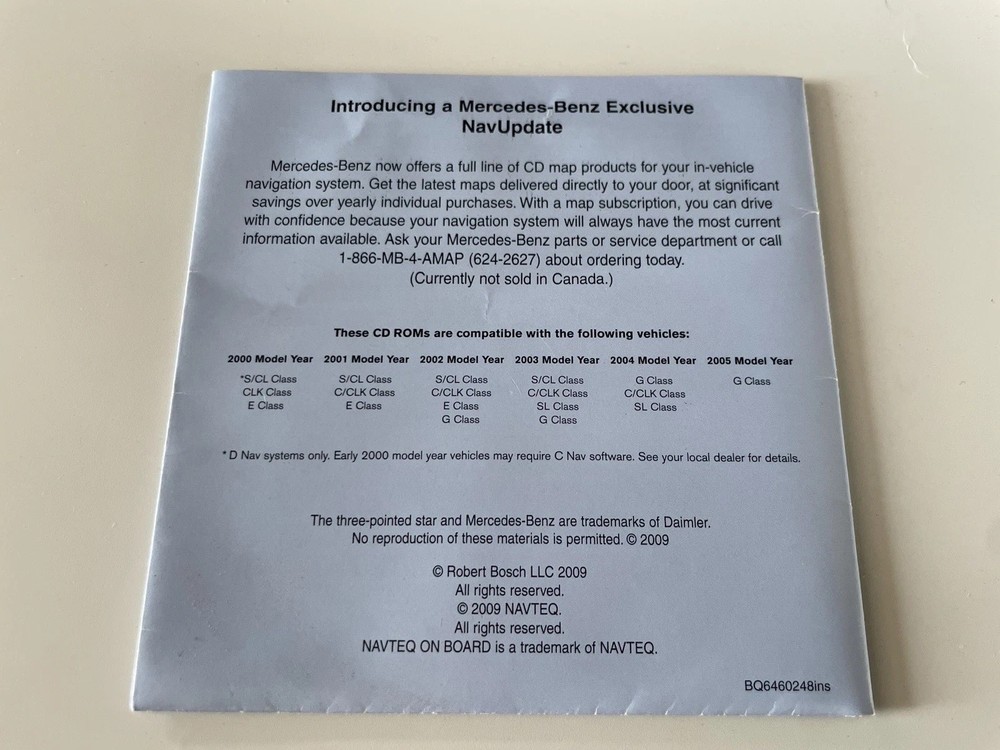 Introducing a Mercedes-Benz Exclusive
NavUpdate
Mercedes-Benz now offers a full line of CD map products for your in-vehicle
navigation system. Get the latest maps delivered directly to your door, at significant
savings over yearly individual purchases. With a map subscription, you can drive
with confidence because your navigation system will always have the most current
information available. Ask your Mercedes-Benz parts or service department or call
1-866-MB-4-AMAP (624-2627) about ordering today.
(Currently not sold in Canada.)
These CD ROMs are compatible with the following vehicles:
2000 Model Year 2001 Model Year 2002 Model Year 2003 Model Year 2004 Model Year 2005 Model Year
*S/CL Class S/CL Class S/CL Class S/CL Class G Class G Class
CLK Class C/CLK Class C/CLK Class C/CLK Class C/CLK Class
E Class E Class E Class SL Class SL Class
G Class G Class
* D Nav systems only. Early 2000 model year vehicles may require C Nav software. See your local dealer for details.
The three-pointed star and Mercedes-Benz are trademarks of Daimler.
No reproduction of these materials is permitted. © 2009
© Robert Bosch LLC 2009
All rights reserved.
© 2009 NAVTEQ.
All rights reserved.
NAVTEQ ON BOARD is a trademark of NAVTEQ.
BQ6460248ins